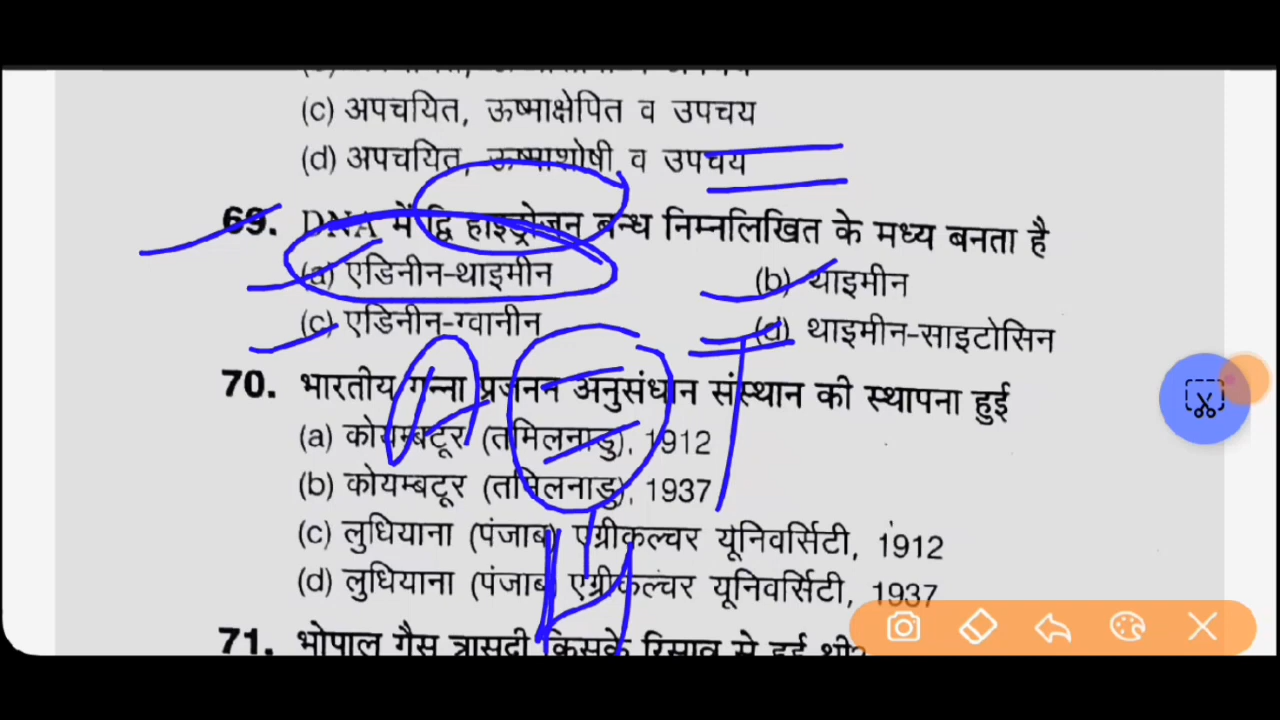 (c) अपचयित, ऊष्माक्षेपित व उपचय
(d) अपचयित, ऊष्माशोषी व उपचय
69. DNA में द्वि हाइड्रोजन बन्ध निम्नलिखित के मध्य बनता है
(a) एडिनीन-थाइमीन (b) थाइमीन
(c) एडिनीन-ग्वानीन (d) थाइमीन-साइटोसिन
70. भारतीय गन्ना प्रजनन अनुसंधान संस्थान की स्थापना हुई
(a) कोयम्बटूर (तमिलनाडु), 1912
(b) कोयम्बटूर (तमिलनाडु), 1937
(c) लुधियाना (पंजाब) एग्रीकल्चर यूनिवर्सिटी, 1912
(d) लुधियाना (पंजाब) एग्रीकल्चर यूनिवर्सिटी, 1937
71. भोपाल गैस त्रासदी किसके रिसाव से हुई थी?
A = T
H